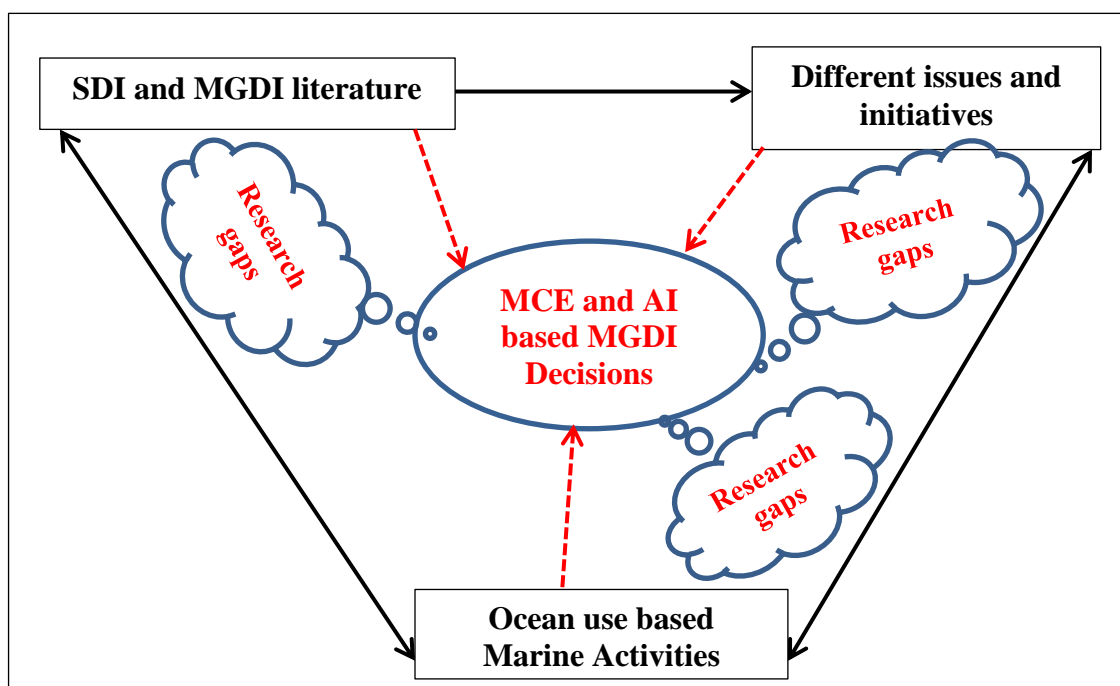 SDI and MGDI literature
Different issues and
initiatives
Research
gaps
Research
gaps
MCE and AI
based MGDI
Decisions
Research
gaps
Ocean use based
Marine Activities